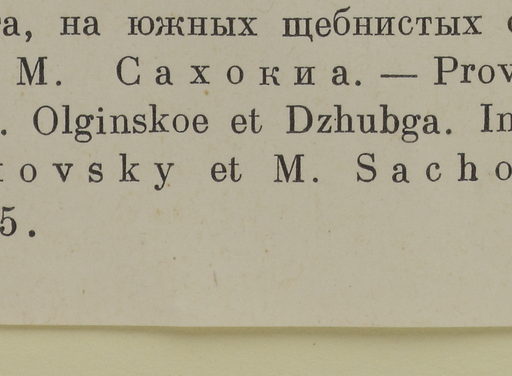 а, на южных щебнистых
М. Сахокиа. — Prov
. Olginskoe et Dzhubga. In
ovsky et M. Sacho
5.